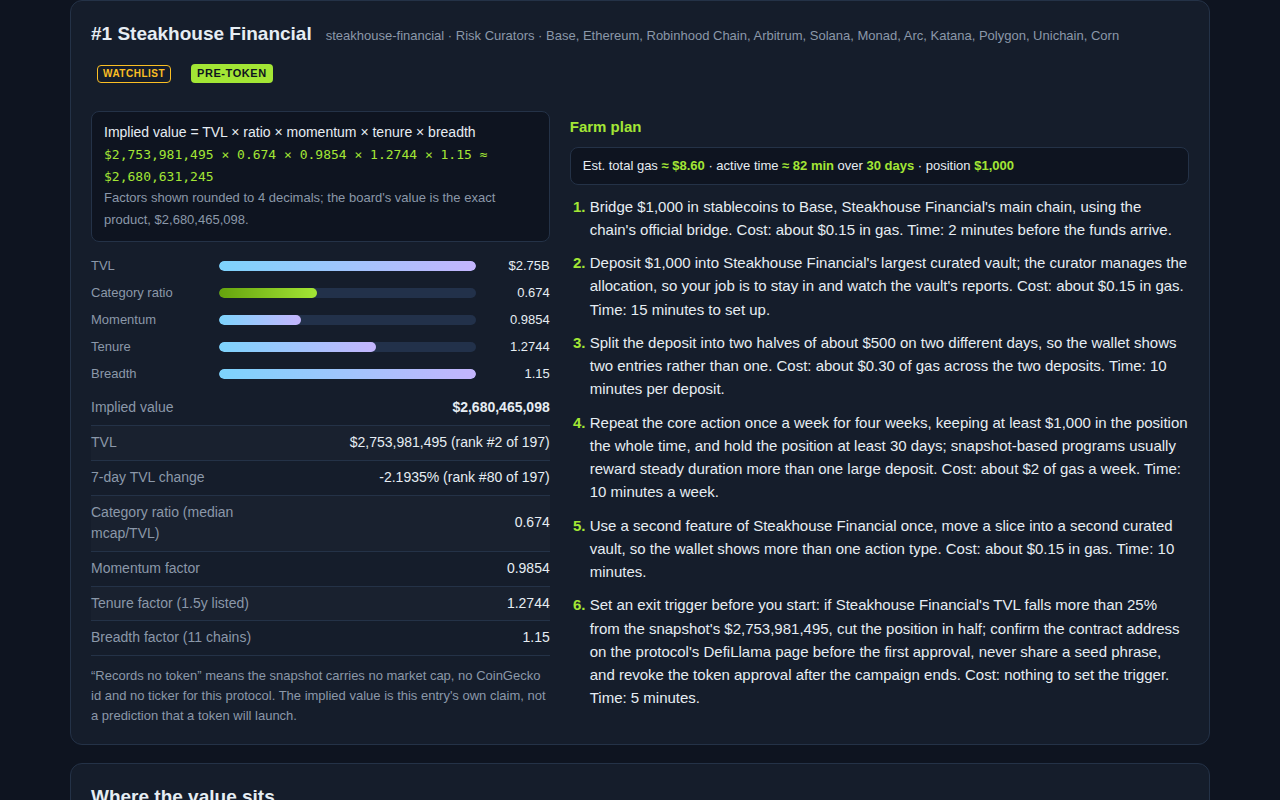 #1 Steakhouse Financial steakhouse-financial · Risk Curators · Base, Ethereum, Robinhood Chain, Arbitrum, Solana, Monad, Arc, Katana, Polygon, Unichain, Corn
WATCHLIST PRE-TOKEN
Implied value = TVL × ratio × momentum × tenure × breadth
$2,753,981,495 × 0.674 × 0.9854 × 1.2744 × 1.15 ≈
$2,680,631,245
Factors shown rounded to 4 decimals; the board's value is the exact
product, $2,680,465,098.
TVL $2.75B
Category ratio 0.674
Momentum 0.9854
Tenure 1.2744
Breadth 1.15
Implied value $2,680,465,098
TVL $2,753,981,495 (rank #2 of 197)
7-day TVL change -2.1935% (rank #80 of 197)
Category ratio (median
mcap/TVL) 0.674
Momentum factor 0.9854
Tenure factor (1.5y listed) 1.2744
Breadth factor (11 chains) 1.15
“Records no token” means the snapshot carries no market cap, no CoinGecko
id and no ticker for this protocol. The implied value is this entry's own claim, not
a prediction that a token will launch.
Farm plan
Est. total gas ≈ $8.60 · active time ≈ 82 min over 30 days · position $1,000
1. Bridge $1,000 in stablecoins to Base, Steakhouse Financial's main chain, using the
chain's official bridge. Cost: about $0.15 in gas. Time: 2 minutes before the funds arrive.
2. Deposit $1,000 into Steakhouse Financial's largest curated vault; the curator manages the
allocation, so your job is to stay in and watch the vault's reports. Cost: about $0.15 in gas.
Time: 15 minutes to set up.
3. Split the deposit into two halves of about $500 on two different days, so the wallet shows
two entries rather than one. Cost: about $0.30 of gas across the two deposits. Time: 10
minutes per deposit.
4. Repeat the core action once a week for four weeks, keeping at least $1,000 in the position
the whole time, and hold the position at least 30 days; snapshot-based programs usually
reward steady duration more than one large deposit. Cost: about $2 of gas a week. Time:
10 minutes a week.
5. Use a second feature of Steakhouse Financial once, move a slice into a second curated
vault, so the wallet shows more than one action type. Cost: about $0.15 in gas. Time: 10
minutes.
6. Set an exit trigger before you start: if Steakhouse Financial's TVL falls more than 25%
from the snapshot's $2,753,981,495, cut the position in half; confirm the contract address
on the protocol's DefiLlama page before the first approval, never share a seed phrase,
and revoke the token approval after the campaign ends. Cost: nothing to set the trigger.
Time: 5 minutes.
Where the value sits